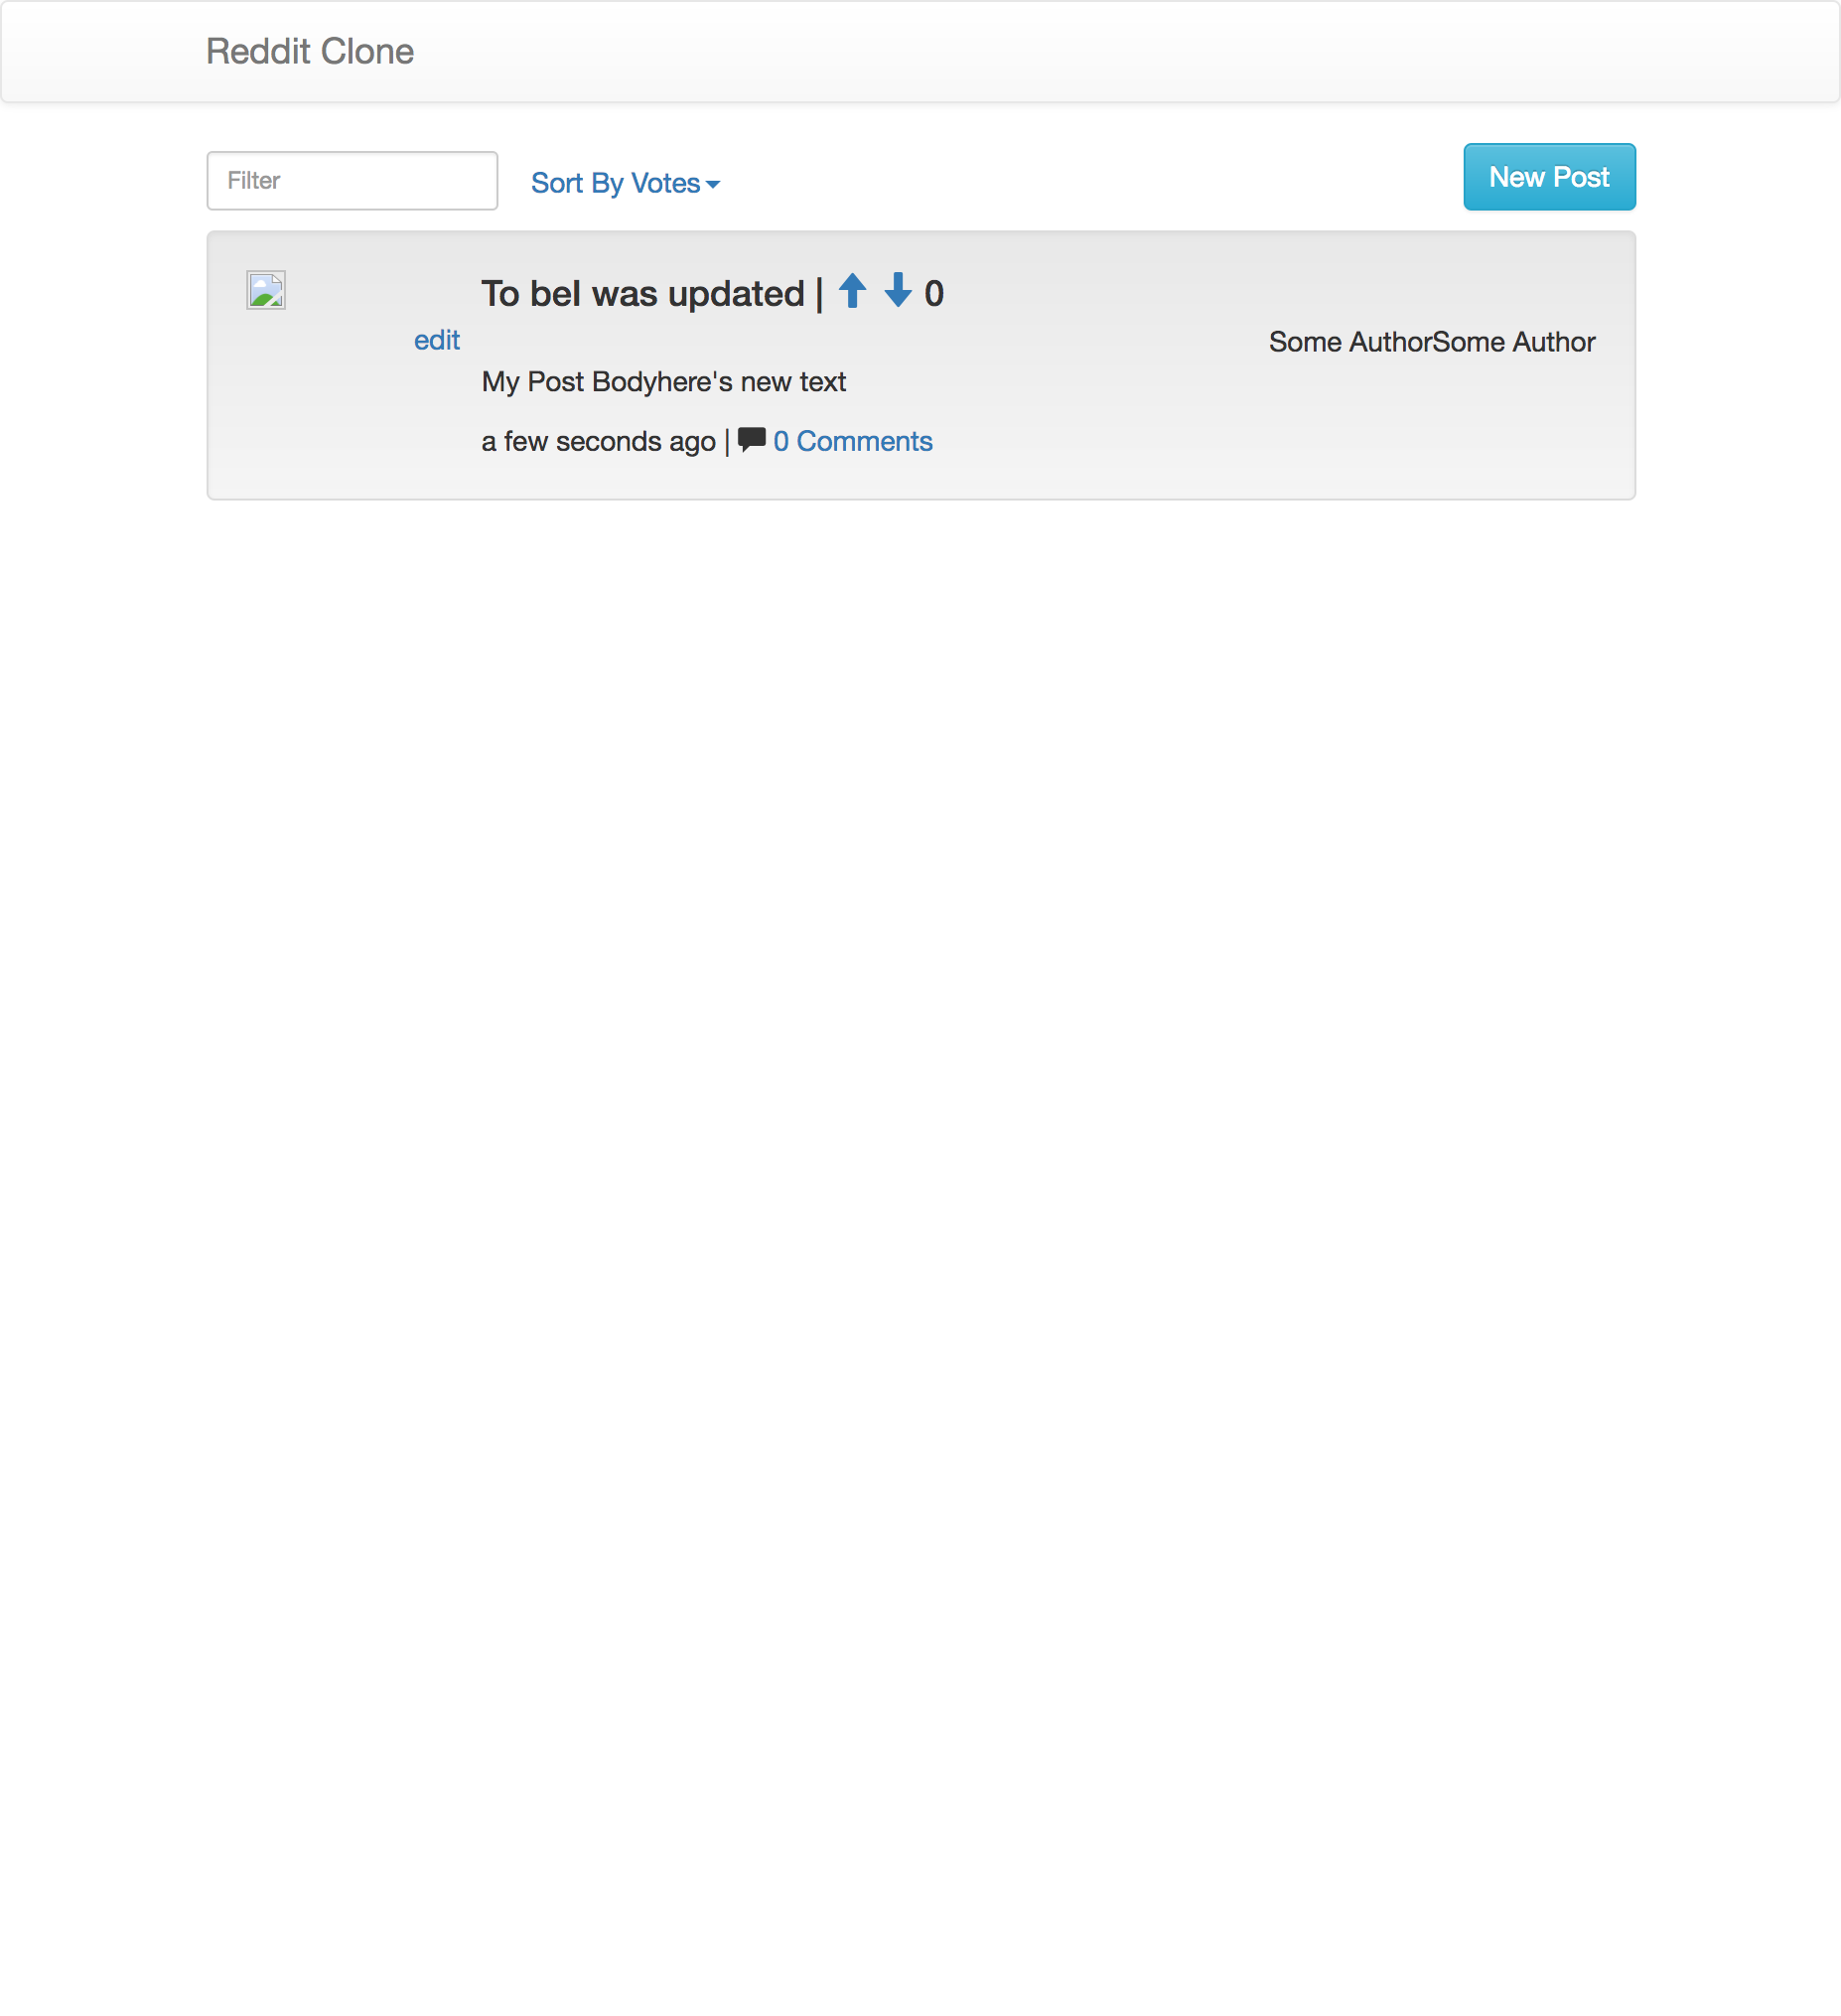 Reddit Clone
Filter
Sort By Votes
New Post
To bel was updated | 0
edit
Some AuthorSome Author
My Post Bodyhere's new text
a few seconds ago | 0 Comments